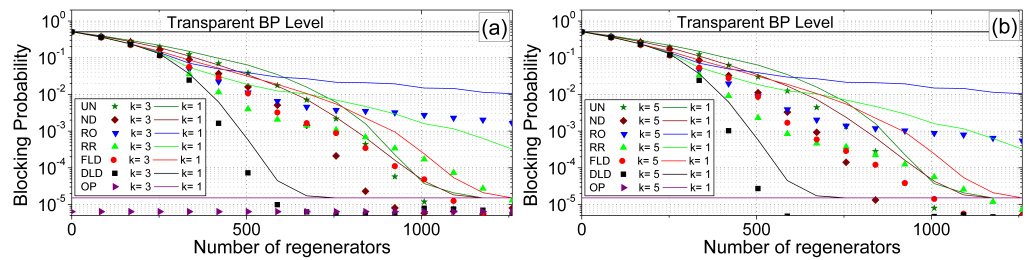 Transparent BP Level
(a)
Blocking Probability
10^0
10^-1
10^-2
10^-3
10^-4
10^-5
UN k= 3 k= 1
ND k= 3 k= 1
RO k= 3 k= 1
RR k= 3 k= 1
FLD k= 3 k= 1
DLD k= 3 k= 1
OP k= 3 k= 1
0 500 1000
Number of regenerators
Transparent BP Level
(b)
Blocking Probability
10^0
10^-1
10^-2
10^-3
10^-4
10^-5
UN k= 5 k= 1
ND k= 5 k= 1
RO k= 5 k= 1
RR k= 5 k= 1
FLD k= 5 k= 1
DLD k= 5 k= 1
OP k= 5 k= 1
0 500 1000
Number of regenerators